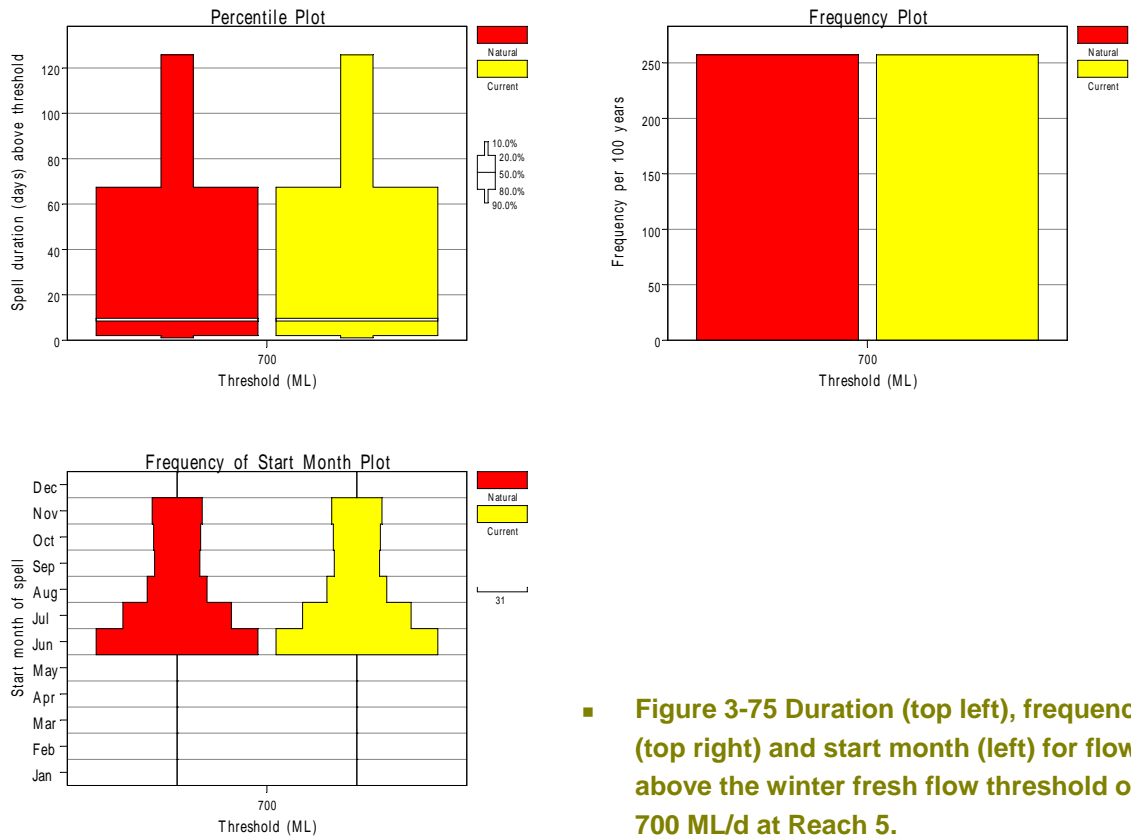 Percentile Plot
Spell duration (days) above threshold
120
100
80
60
40
20
0
700
Threshold (ML)
Natural
Current
10.0%
20.0%
50.0%
80.0%
90.0%
Frequency Plot
Frequency per 100 years
250
200
150
100
50
0
700
Threshold (ML)
Natural
Current
Frequency of Start Month Plot
Start month of spell
Dec
Nov
Oct
Sep
Aug
Jul
Jun
May
Apr
Mar
Feb
Jan
700
Threshold (ML)
Natural
Current
31
▪ Figure 3-75 Duration (top left), frequenc
(top right) and start month (left) for flow
above the winter fresh flow threshold o
700 ML/d at Reach 5.